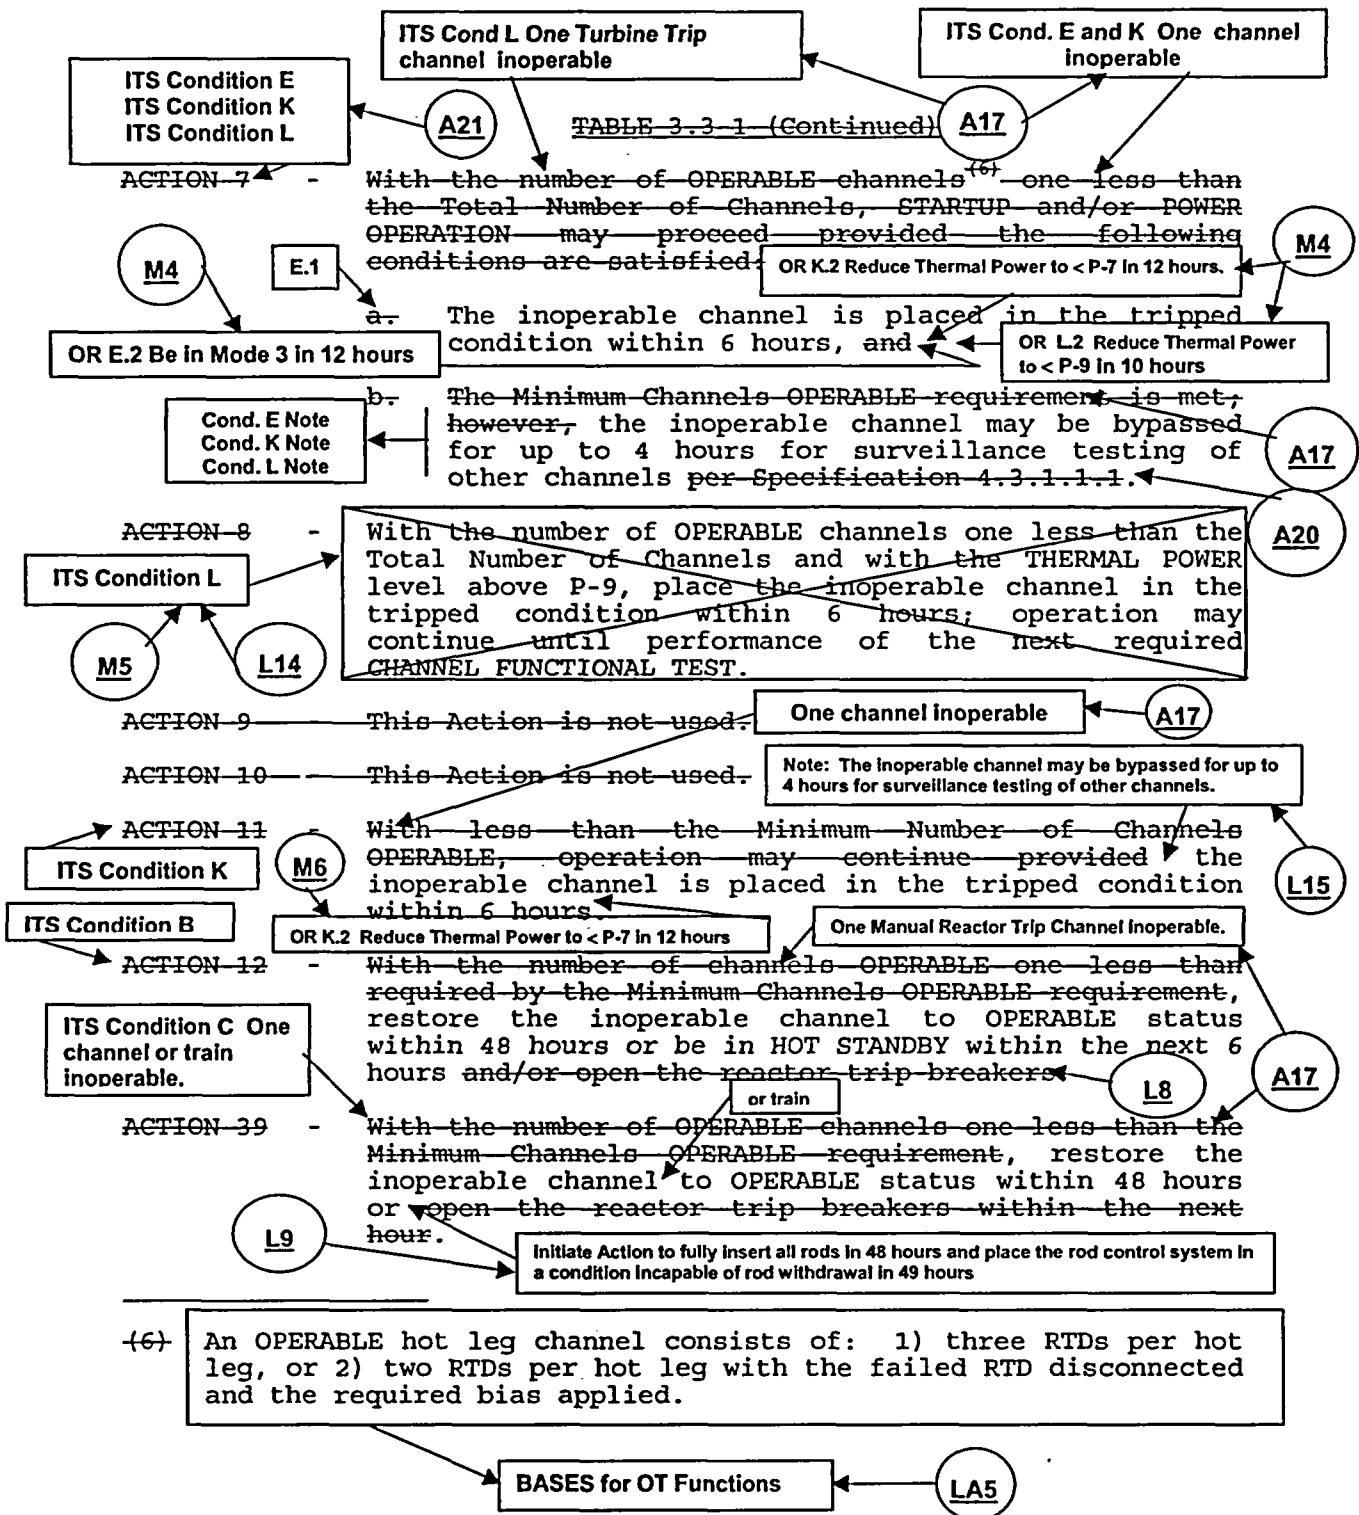 ITS Cond L One Turbine Trip
channel inoperable
ITS Cond. E and K One channel
inoperable
ITS Condition E
ITS Condition K
ITS Condition L
A21
TABLE 3.3-1 (Continued)
A17
ACTION 7 - With the number of OPERABLE channels(6) one less than
the Total Number of Channels, STARTUP and/or POWER
OPERATION may proceed provided the following
conditions are satisfied:
M4
E.1
OR K.2 Reduce Thermal Power to < P-7 in 12 hours.
M4
a. The inoperable channel is placed in the tripped
condition within 6 hours, and
OR E.2 Be in Mode 3 in 12 hours
OR L.2 Reduce Thermal Power
to < P-9 in 10 hours
b. The Minimum Channels OPERABLE requirement is met;
however, the inoperable channel may be bypassed
for up to 4 hours for surveillance testing of
other channels per Specification 4.3.1.1.1.
Cond. E Note
Cond. K Note
Cond. L Note
A17
A20
ACTION 8 - With the number of OPERABLE channels one less than the
Total Number of Channels and with the THERMAL POWER
level above P-9, place the inoperable channel in the
tripped condition within 6 hours; operation may
continue until performance of the next required
CHANNEL FUNCTIONAL TEST.
ITS Condition L
M5
L14
ACTION 9 - This Action is not used.
One channel inoperable
A17
ACTION 10 - This Action is not used.
Note: The inoperable channel may be bypassed for up to
4 hours for surveillance testing of other channels.
ACTION 11 - With less than the Minimum Number of Channels
OPERABLE, operation may continue provided the
inoperable channel is placed in the tripped condition
within 6 hours.
ITS Condition K
M6
L15
ITS Condition B
OR K.2 Reduce Thermal Power to < P-7 in 12 hours
One Manual Reactor Trip Channel inoperable.
ACTION 12 - With the number of channels OPERABLE one less than
required by the Minimum Channels OPERABLE requirement,
restore the inoperable channel to OPERABLE status
within 48 hours or be in HOT STANDBY within the next 6
hours and/or open the reactor trip breakers.
ITS Condition C One
channel or train
inoperable.
L8
A17
or train
ACTION 39 - With the number of OPERABLE channels one less than the
Minimum Channels OPERABLE requirement, restore the
inoperable channel to OPERABLE status within 48 hours
or open the reactor trip breakers within the next
hour.
L9
Initiate Action to fully insert all rods in 48 hours and place the rod control system in
a condition incapable of rod withdrawal in 49 hours
(6) An OPERABLE hot leg channel consists of: 1) three RTDs per hot
leg, or 2) two RTDs per hot leg with the failed RTD disconnected
and the required bias applied.
BASES for OT Functions
LA5